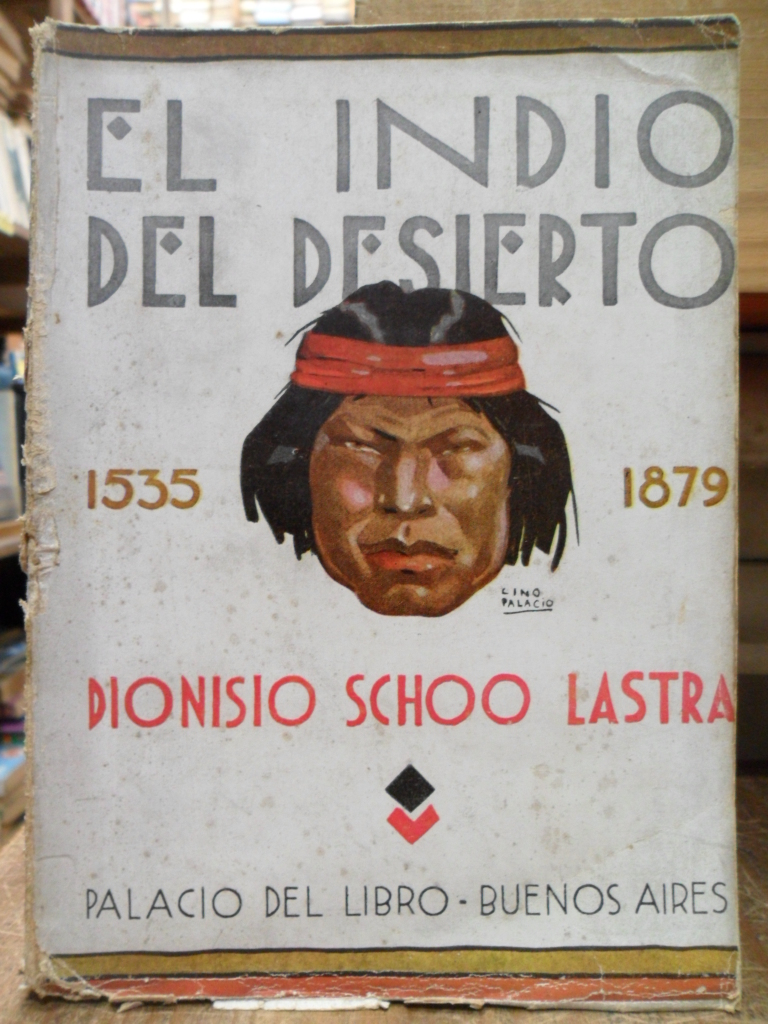 EL INDIO
DEL DESIERTO
1535 1879
LINO
PALACIO
DIONISIO SCHOO LASTRA
PALACIO DEL LIBRO - BUENOS AIRES